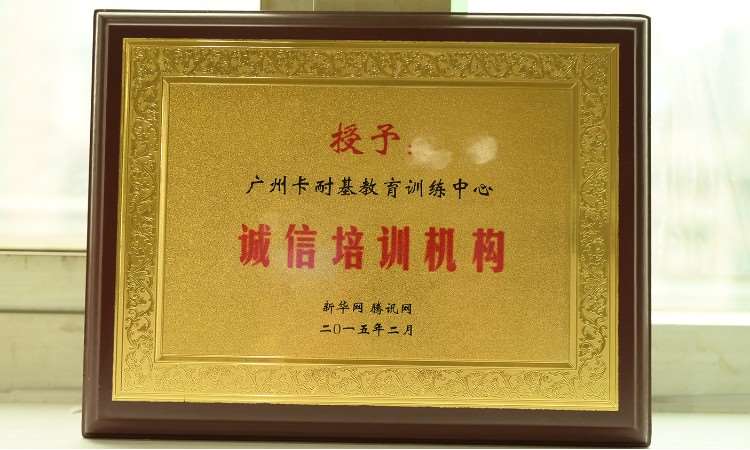 授予：
广州卡耐基教育训练中心
诚信培训机构
新华网 腾讯网
二0一五年二月